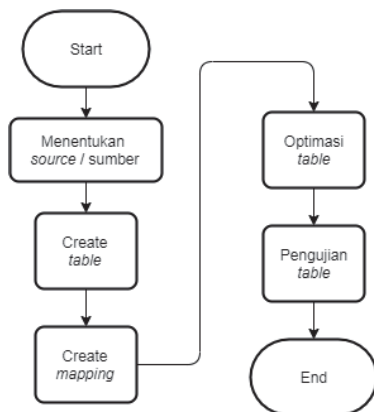 Start
Menentukan
source / sumber
Create
table
Create
mapping
Optimasi
table
Pengujian
table
End